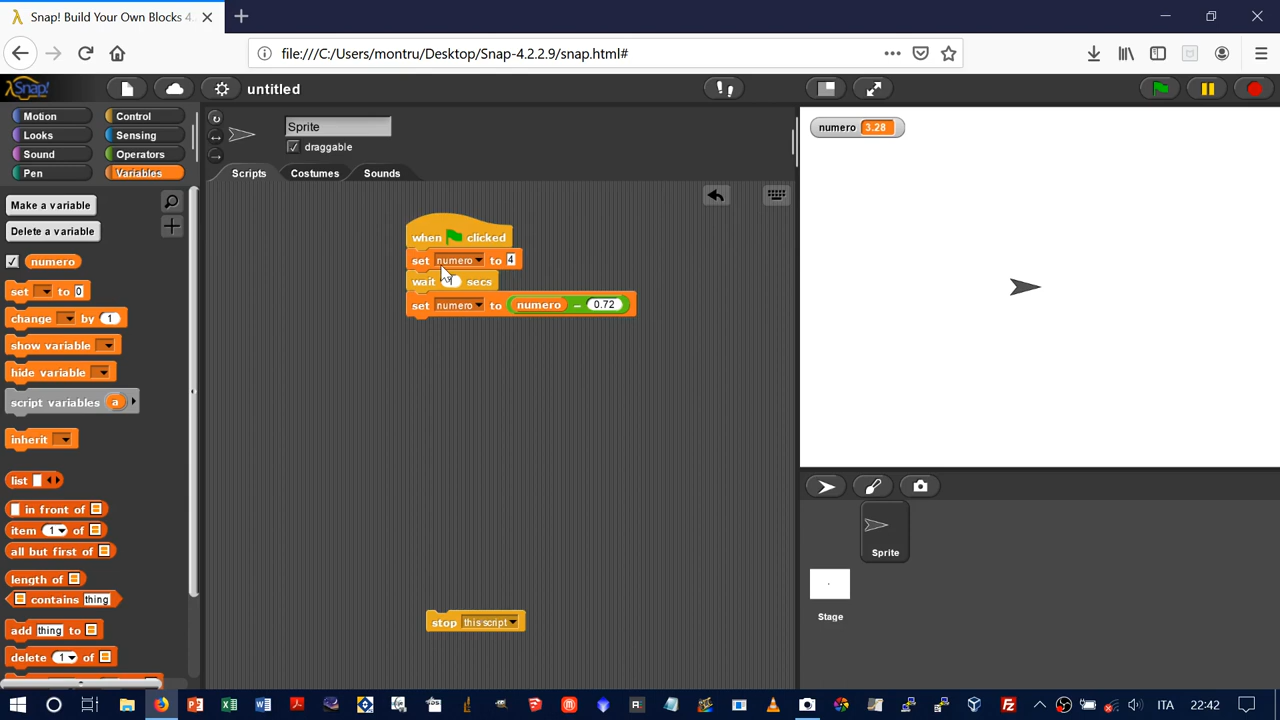 Snap! Build Your Own Blocks 4.
file:///C:/Users/montru/Desktop/Snap-4.2.2.9/snap.html#
Snap!
untitled
Motion
Control
Looks
Sensing
Sound
Operators
Pen
Variables
Sprite
draggable
Scripts
Costumes
Sounds
numero 3.28
Make a variable
Delete a variable
numero
set to 0
change by 1
show variable
hide variable
script variables a
inherit
list
in front of
item 1 of
all but first of
length of
contains thing
add thing to
delete 1 of
when clicked
set numero to 4
wait secs
set numero to numero − 0.72
stop this script
Sprite
Stage
ITA
22:42